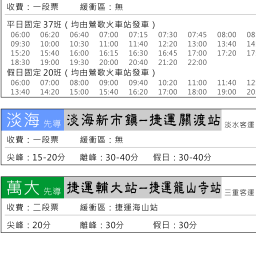 收費：一段票　緩衝區：無
平日固定37班（均由鶯歌火車站發車）
06:00 06:20 06:40 07:00 07:15 07:30 07:45 08:00
09:30 10:00 10:30 11:00 11:40 12:20 13:00 13:40 14
15:20 15:40 16:00 16:15 16:30 16:45 17:00 17:20 17
18:30 19:00 19:30 20:00 20:40 21:20 22:00
假日固定20班（均由鶯歌火車站發車）
06:00 07:00 08:00 09:00 09:40 10:20 11:00 11:40 12
13:40 14:20 15:00 15:40 16:20 17:00 18:00 19:00 20
淡海 先導 淡海新市鎮-捷運關渡站 淡水客運
收費：一段票　緩衝區：無
尖峰：15-20分　離峰：30-40分　假日：30-40分
萬大 先導 捷運輔大站-捷運龍山寺站 三重客運
收費：二段票　緩衝區：捷運海山站
尖峰：20分　離峰：30分　假日：30分